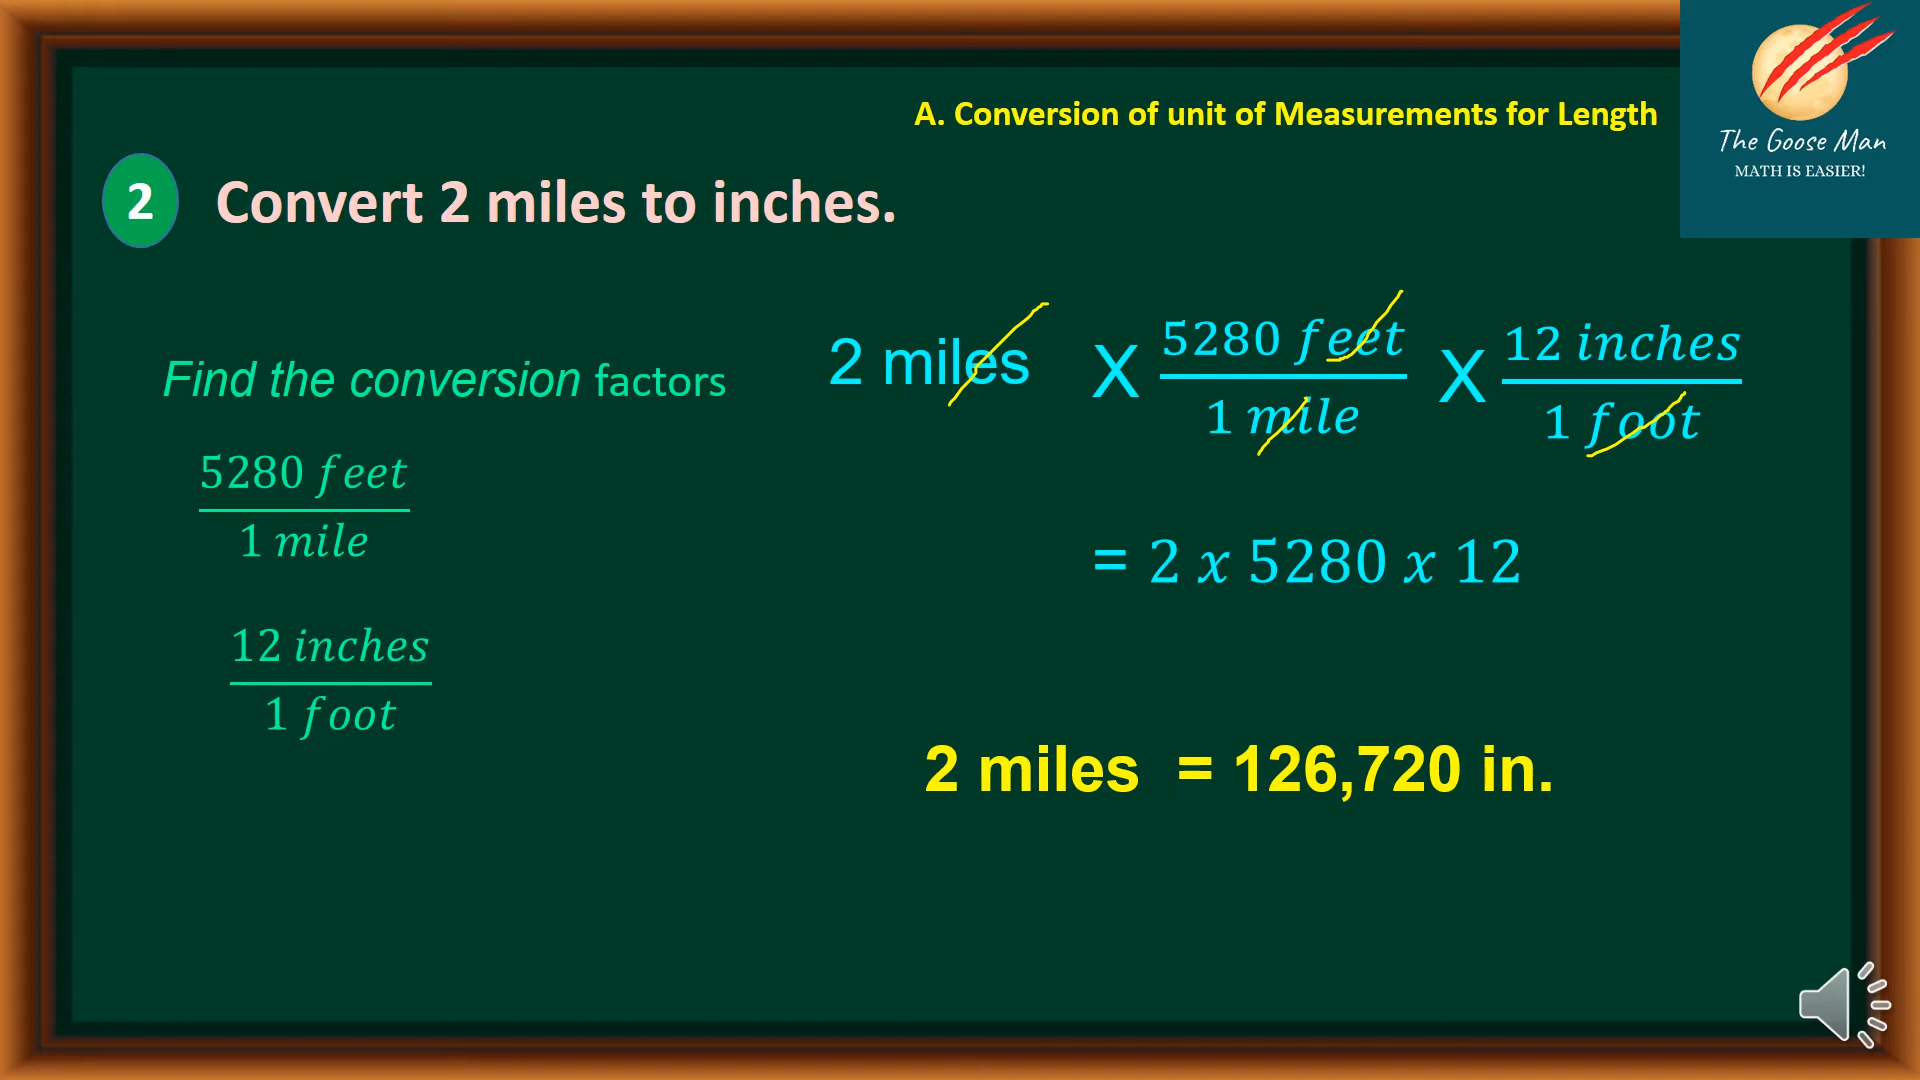 A. Conversion of unit of Measurements for Length
The Goose Man
MATH IS EASIER!
2 Convert 2 miles to inches.
Find the conversion factors
5280 feet
1 mile
12 inches
1 foot
2 miles X 5280 feet / 1 mile X 12 inches / 1 foot
= 2 x 5280 x 12
2 miles = 126,720 in.